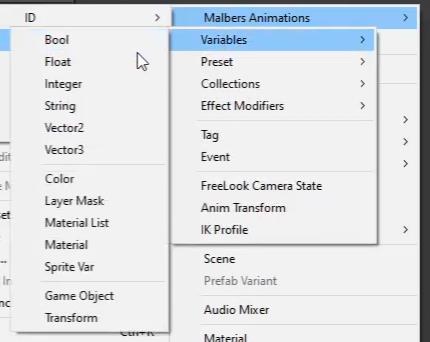 ID
Bool
Float
Integer
String
Vector2
Vector3
Color
Layer Mask
Material List
Material
Sprite Var
Game Object
Transform
Malbers Animations
Variables
Preset
Collections
Effect Modifiers
Tag
Event
FreeLook Camera State
Anim Transform
IK Profile
Scene
Prefab Variant
Audio Mixer
Material